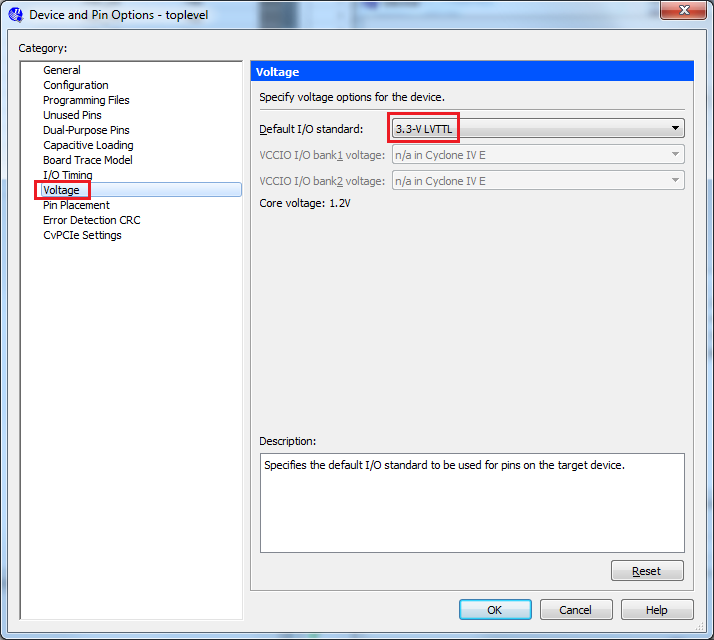 Device and Pin Options - toplevel
Category:
General
Configuration
Programming Files
Unused Pins
Dual-Purpose Pins
Capacitive Loading
Board Trace Model
I/O Timing
Voltage
Pin Placement
Error Detection CRC
CvPCIe Settings
Voltage
Specify voltage options for the device.
Default I/O standard: 3.3-V LVTTL
VCCIO I/O bank1 voltage: n/a in Cyclone IV E
VCCIO I/O bank2 voltage: n/a in Cyclone IV E
Core voltage: 1.2V
Description:
Specifies the default I/O standard to be used for pins on the target device.
Reset
OK Cancel Help